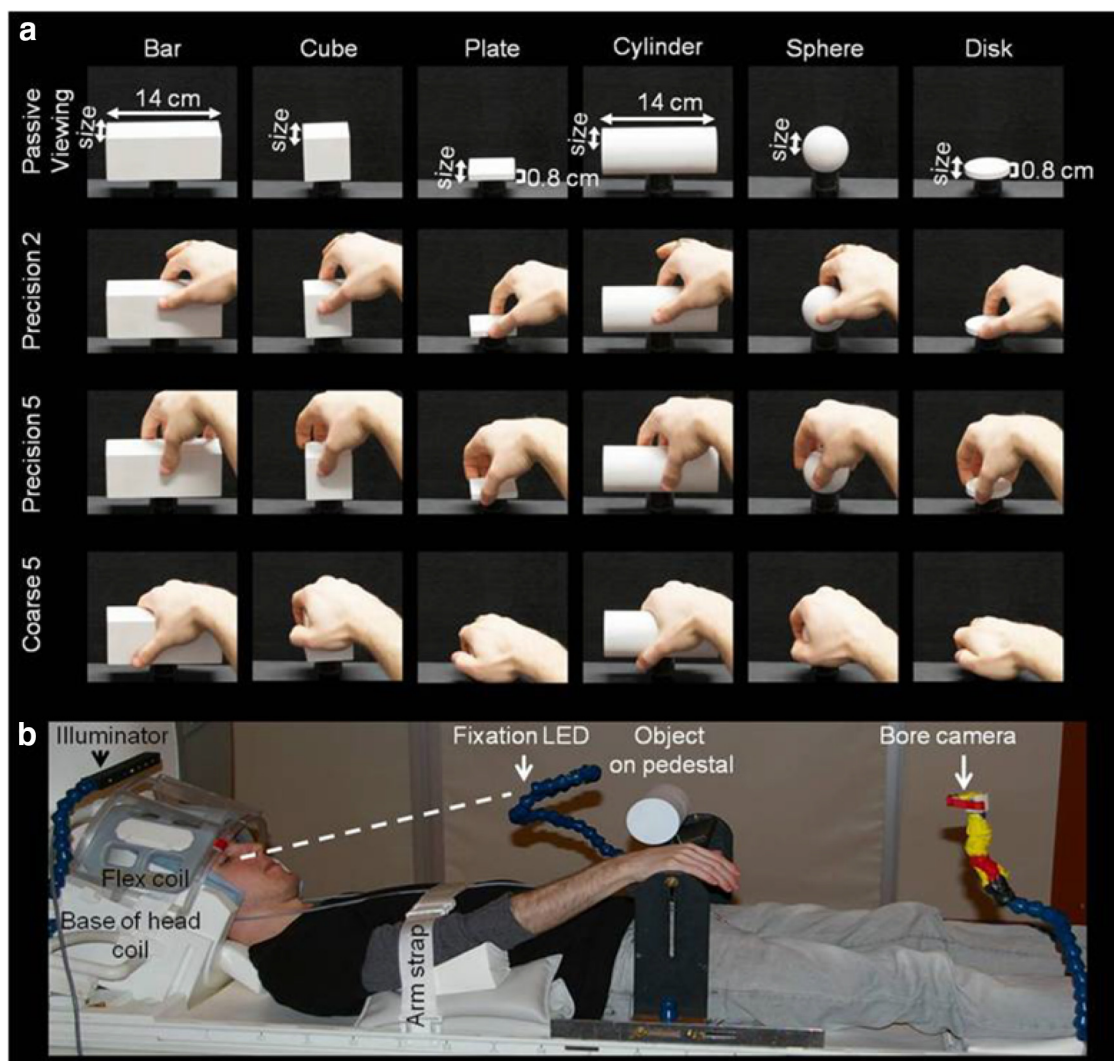 a
Bar
Cube
Plate
Cylinder
Sphere
Disk
Passive
Viewing
size
14 cm
size
size
0.8 cm
size
14 cm
size
size
0.8 cm
Precision 2
Precision 5
Coarse 5
b
Illuminator
Fixation LED
Object
on pedestal
Bore camera
Flex coil
Base of head
coil
Arm strap